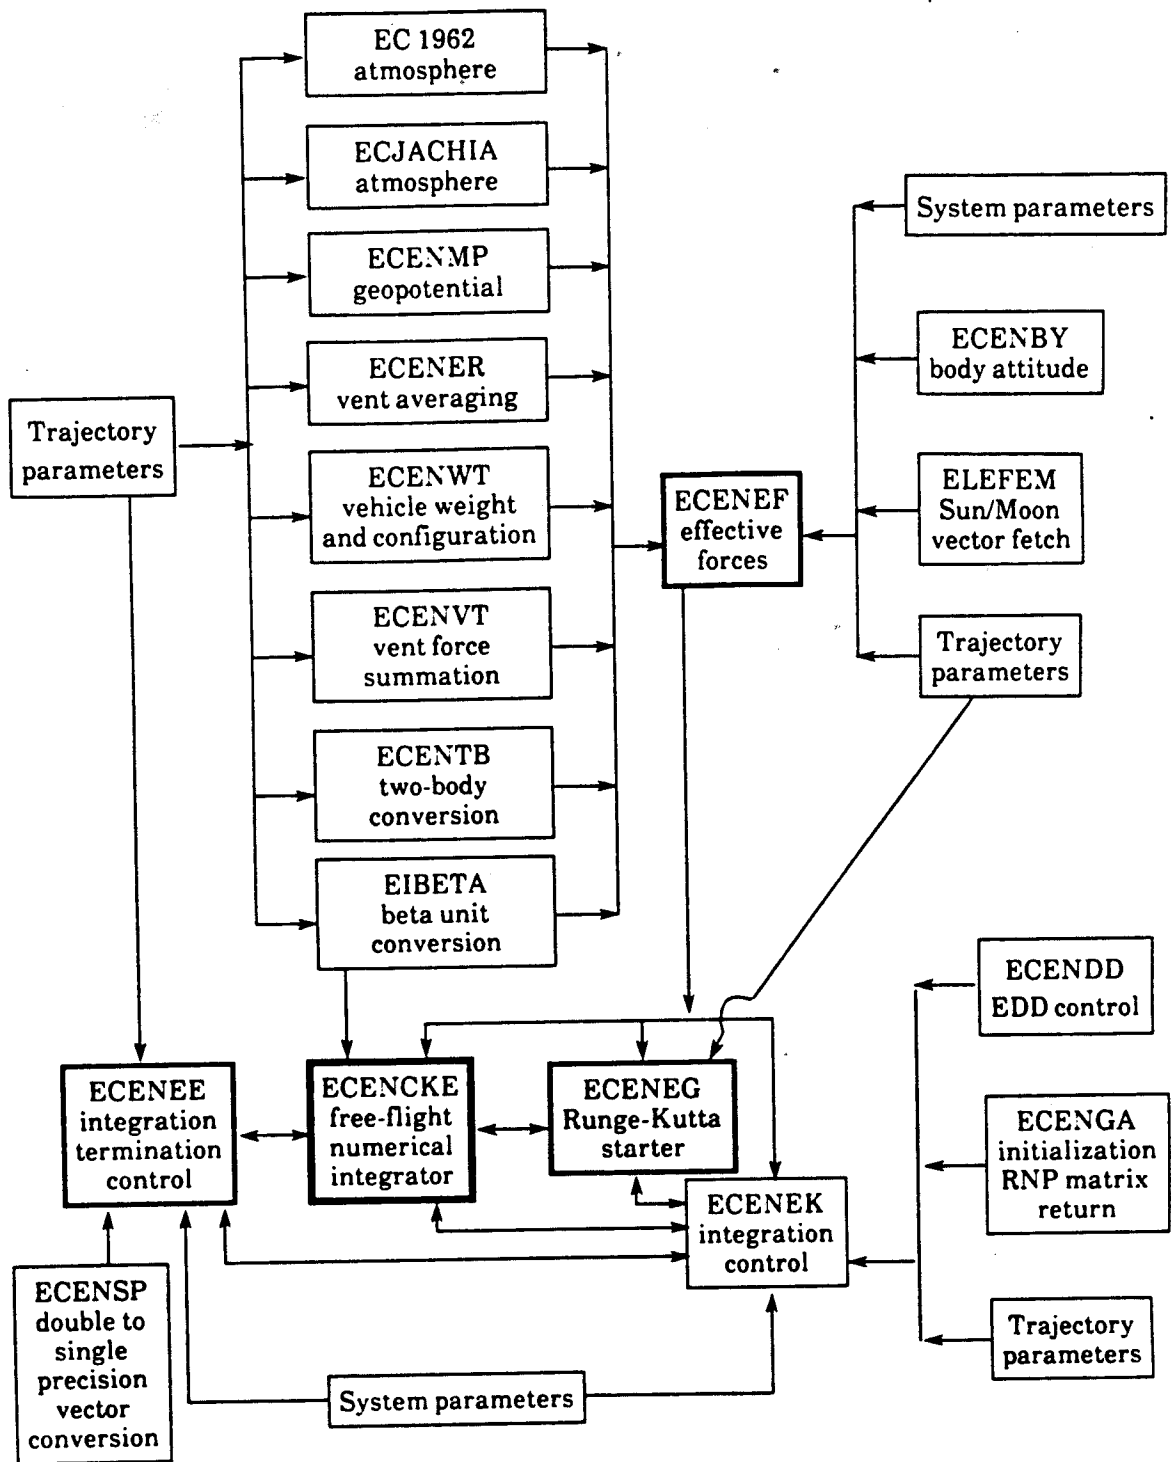 EC 1962
atmosphere
ECJACHIA
atmosphere
ECENMP
geopotential
ECENER
vent averaging
ECENWT
vehicle weight
and configuration
ECENVT
vent force
summation
ECENTB
two-body
conversion
EIBETA
beta unit
conversion
Trajectory
parameters
ECENEF
effective
forces
System parameters
ECENBY
body attitude
ELEFEM
Sun/Moon
vector fetch
Trajectory
parameters
ECENEE
integration
termination
control
ECENCKE
free-flight
numerical
integrator
ECENEG
Runge-Kutta
starter
ECENEK
integration
control
ECENDD
EDD control
ECENGA
initialization
RNP matrix
return
Trajectory
parameters
ECENSP
double to
single
precision
vector
conversion
System parameters